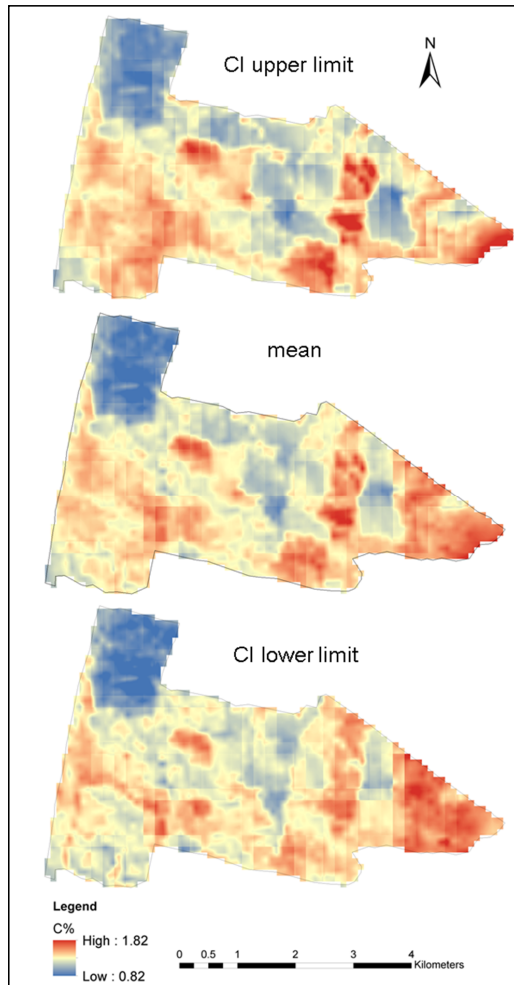 CI upper limit
N
mean
CI lower limit
Legend
C%
High : 1.82
Low : 0.82
0 0.5 1 2 3 4
Kilometers